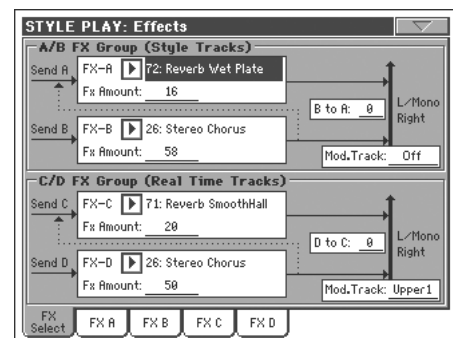 STYLE PLAY: Effects
A/B FX Group (Style Tracks)
Send A FX-A 72: Reverb Wet Plate
Fx Amount: 16
B to A: 0
L/Mono
Right
Send B FX-B 26: Stereo Chorus
Fx Amount: 58
Mod.Track: Off
C/D FX Group (Real Time Tracks)
Send C FX-C 71: Reverb SmoothHall
Fx Amount: 20
D to C: 0
L/Mono
Right
Send D FX-D 26: Stereo Chorus
Fx Amount: 50
Mod.Track: Upper1
FX Select FX A FX B FX C FX D